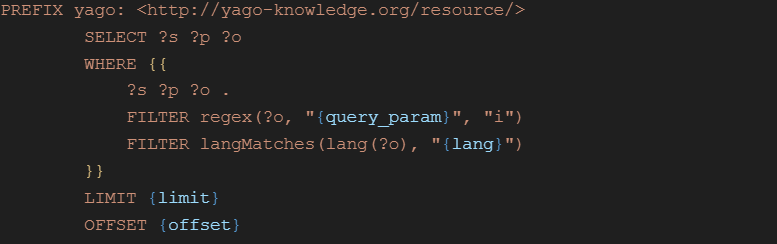 PREFIX yago: <http://yago-knowledge.org/resource/>
SELECT ?s ?p ?o
WHERE {{
?s ?p ?o .
FILTER regex(?o, "{query_param}", "i")
FILTER langMatches(lang(?o), "{lang}")
}}
LIMIT {limit}
OFFSET {offset}